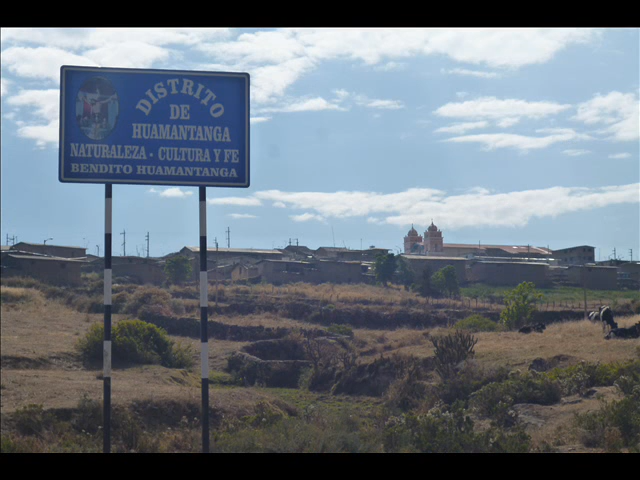 DISTRITO
DE
HUAMANTANGA
NATURALEZA · CULTURA Y FE
BENDITO HUAMANTANGA